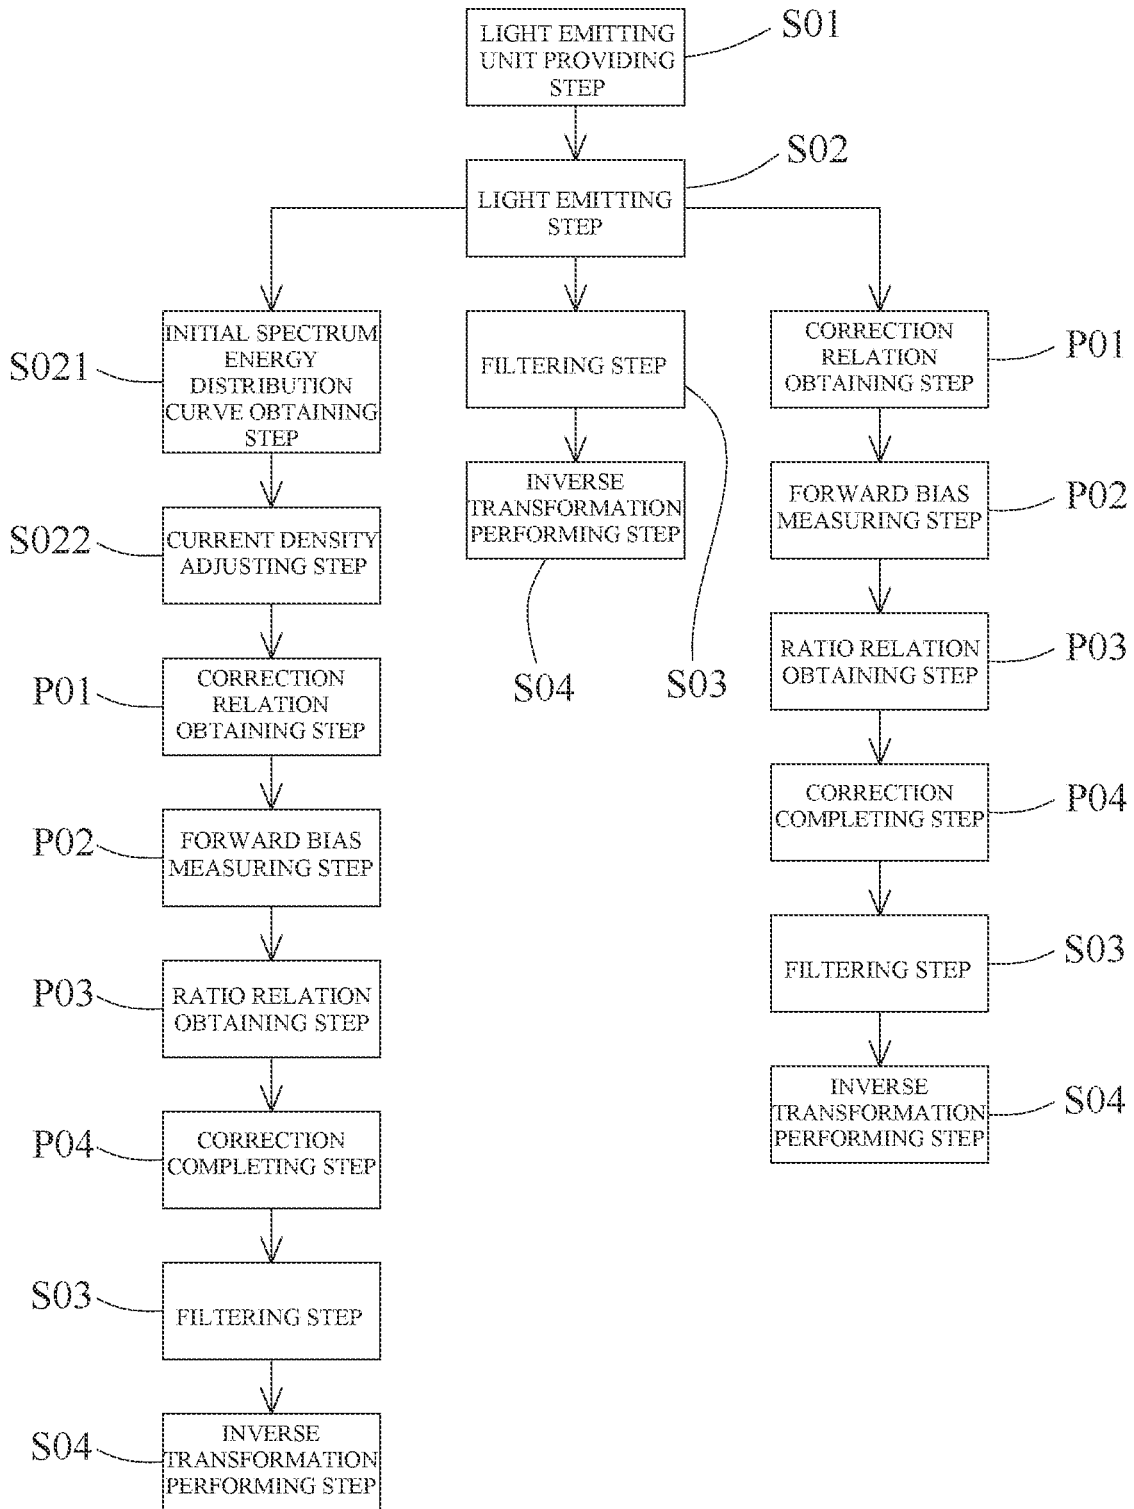 LIGHT EMITTING
UNIT PROVIDING
STEP
S01
LIGHT EMITTING
STEP
S02
INITIAL SPECTRUM
ENERGY
DISTRIBUTION
CURVE OBTAINING
STEP
S021
CURRENT DENSITY
ADJUSTING STEP
S022
CORRECTION
RELATION
OBTAINING STEP
P01
FORWARD BIAS
MEASURING STEP
P02
RATIO RELATION
OBTAINING STEP
P03
CORRECTION
COMPLETING STEP
P04
FILTERING STEP
S03
INVERSE
TRANSFORMATION
PERFORMING STEP
S04
FILTERING STEP
S03
INVERSE
TRANSFORMATION
PERFORMING STEP
S04
CORRECTION
RELATION
OBTAINING STEP
P01
FORWARD BIAS
MEASURING STEP
P02
RATIO RELATION
OBTAINING STEP
P03
CORRECTION
COMPLETING STEP
P04
FILTERING STEP
S03
INVERSE
TRANSFORMATION
PERFORMING STEP
S04